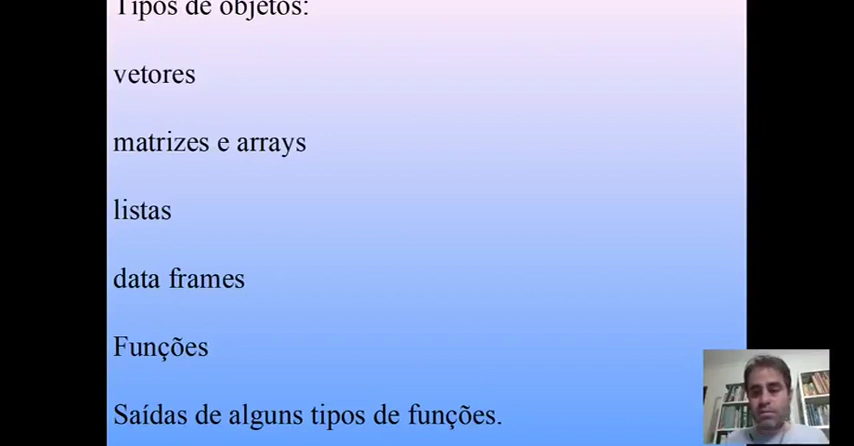 Tipos de objetos:
vetores
matrizes e arrays
listas
data frames
Funções
Saídas de alguns tipos de funções.